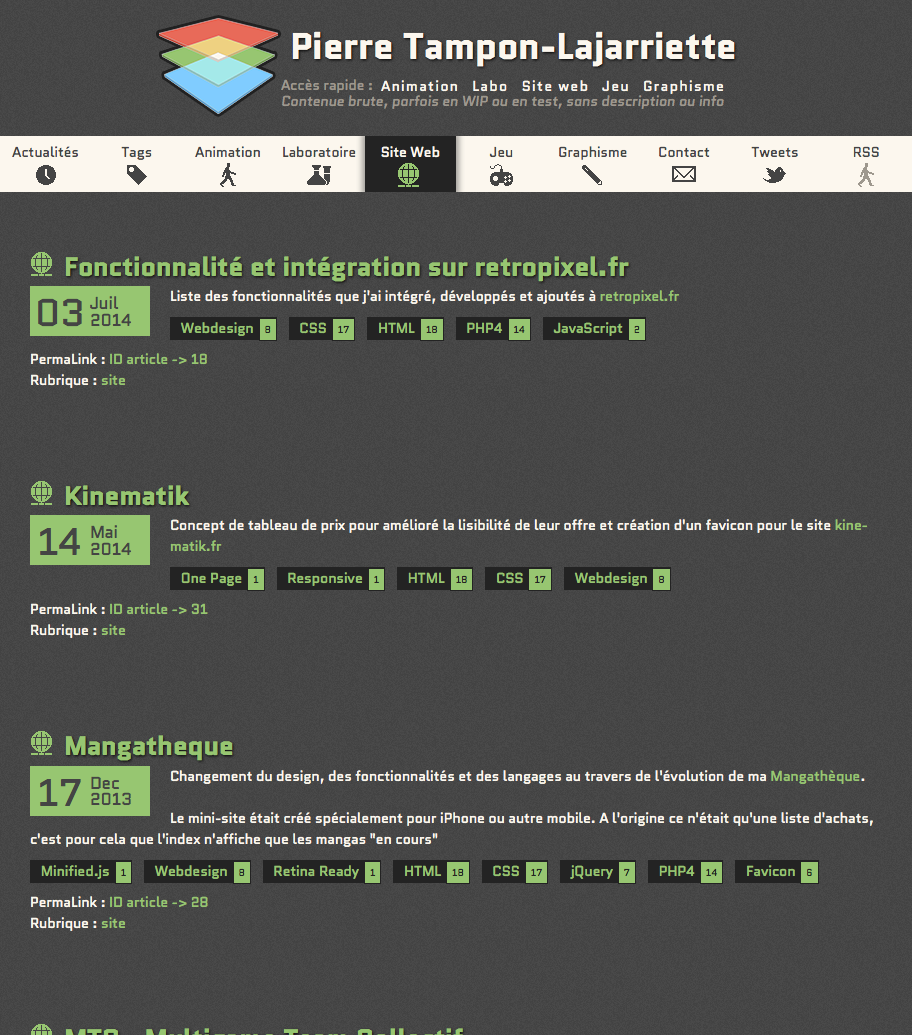 Pierre Tampon-Lajarriette
Accès rapide : Animation Labo Site web Jeu Graphisme
Contenue brute, parfois en WIP ou en test, sans description ou info
Actualités Tags Animation Laboratoire Site Web Jeu Graphisme Contact Tweets RSS
Fonctionnalité et intégration sur retropixel.fr
03 Juil 2014
Liste des fonctionnalités que j'ai intégré, développés et ajoutés à retropixel.fr
Webdesign 8 CSS 17 HTML 18 PHP4 14 JavaScript 2
PermaLink : ID article -> 18
Rubrique : site
Kinematik
14 Mai 2014
Concept de tableau de prix pour amélioré la lisibilité de leur offre et création d'un favicon pour le site kine-
matik.fr
One Page 1 Responsive 1 HTML 18 CSS 17 Webdesign 8
PermaLink : ID article -> 31
Rubrique : site
Mangatheque
17 Dec 2013
Changement du design, des fonctionnalités et des langages au travers de l'évolution de ma Mangathèque.
Le mini-site était créé spécialement pour iPhone ou autre mobile. A l'origine ce n'était qu'une liste d'achats,
c'est pour cela que l'index n'affiche que les mangas "en cours"
Minified.js 1 Webdesign 8 Retina Ready 1 HTML 18 CSS 17 jQuery 7 PHP4 14 Favicon 6
PermaLink : ID article -> 28
Rubrique : site
MTC - Multigame Team Collectif